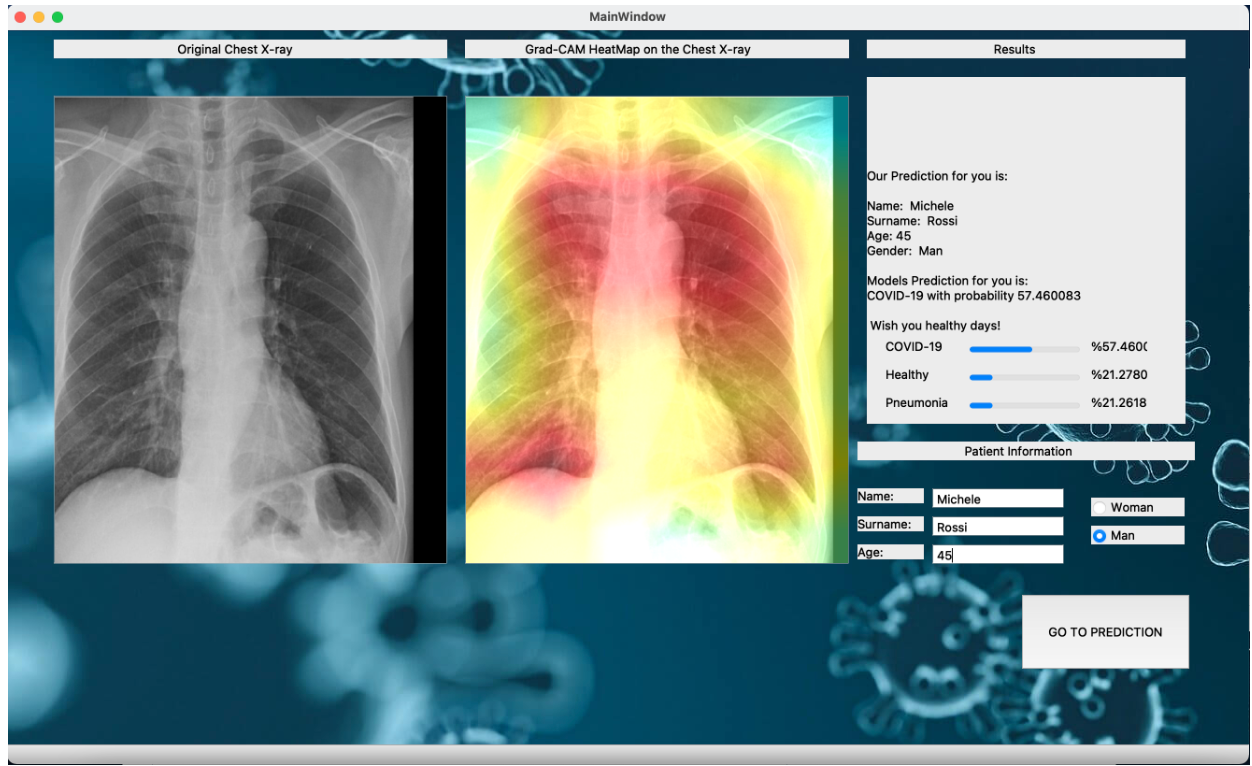 MainWindow
Original Chest X-ray
Grad-CAM HeatMap on the Chest X-ray
Results
Our Prediction for you is:
Name: Michele
Surname: Rossi
Age: 45
Gender: Man
Models Prediction for you is:
COVID-19 with probability 57.460083
Wish you healthy days!
COVID-19 %57.460
Healthy %21.2780
Pneumonia %21.2618
Patient Information
Name: Michele
Woman
Surname: Rossi
Man
Age: 45
GO TO PREDICTION